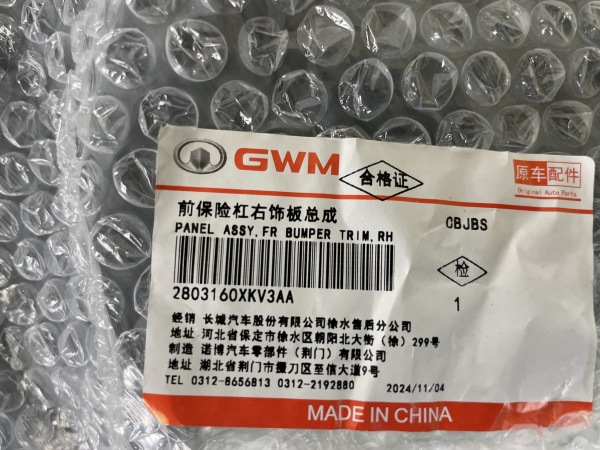 GWM
合格证
原车配件
Original Auto Parts
前保险杠右饰板总成
CBJBS
PANEL ASSY,FR BUMPER TRIM,RH
检
2803160XKV3AA
1
经销 长城汽车股份有限公司徐水售后分公司
地址 河北省保定市徐水区朝阳北大街（徐）299号
制造 诺博汽车零部件（荆门）有限公司
地址 湖北省荆门市掇刀区至信大道9号
TEL 0312-8656813 0312-2192880 2024/11/04
MADE IN CHINA